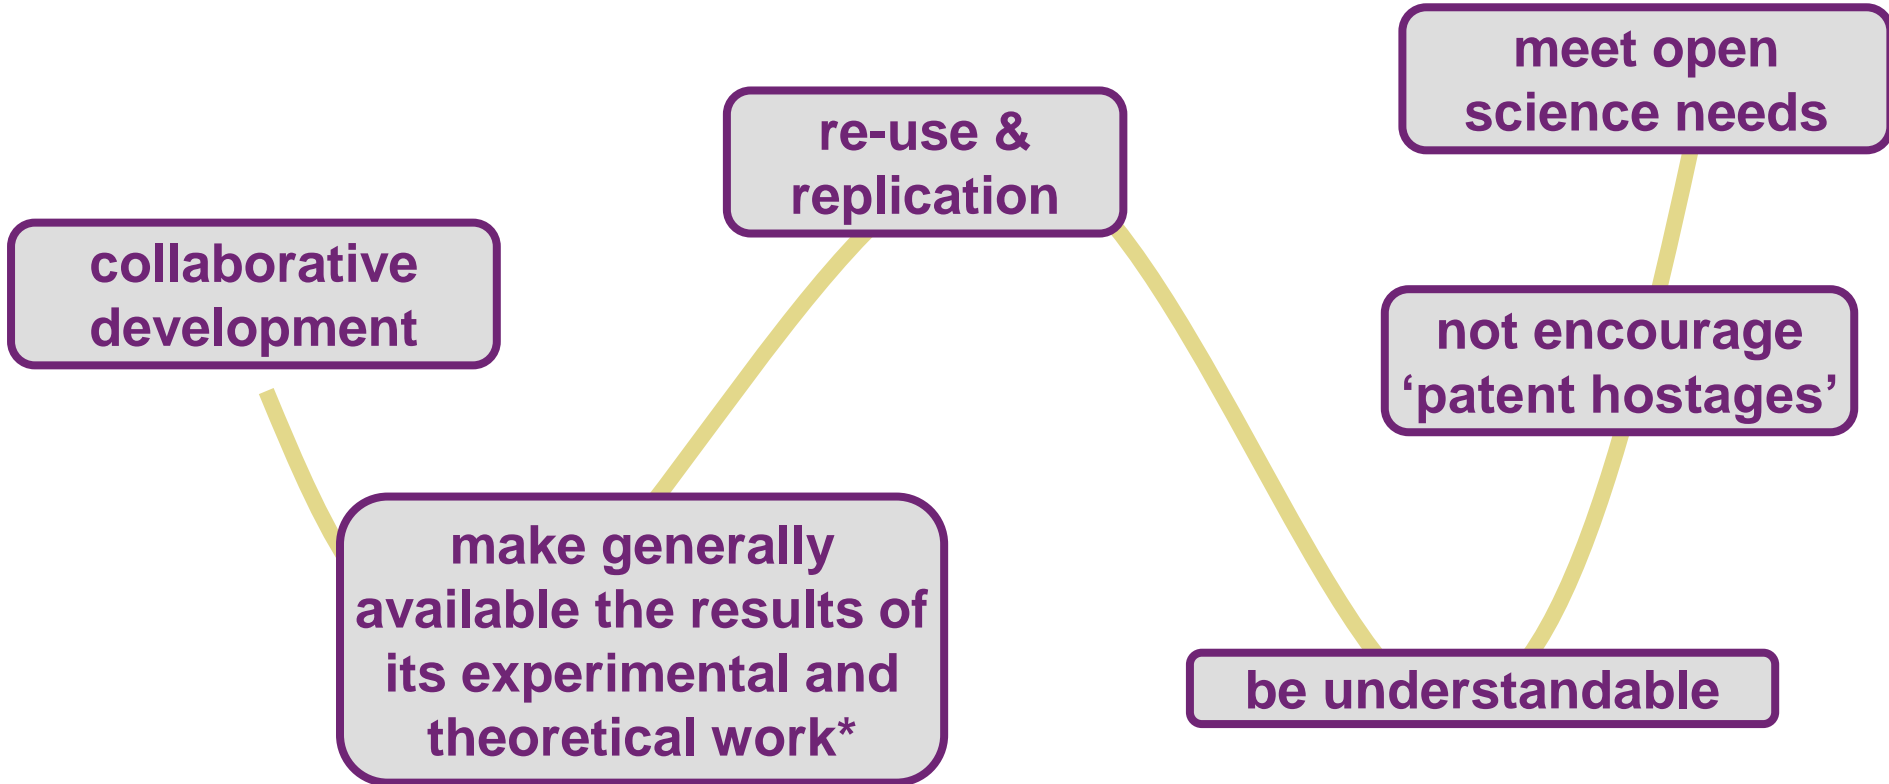 collaborative
development
make generally
available the results of
its experimental and
theoretical work*
re-use &
replication
be understandable
not encourage
‘patent hostages’
meet open
science needs